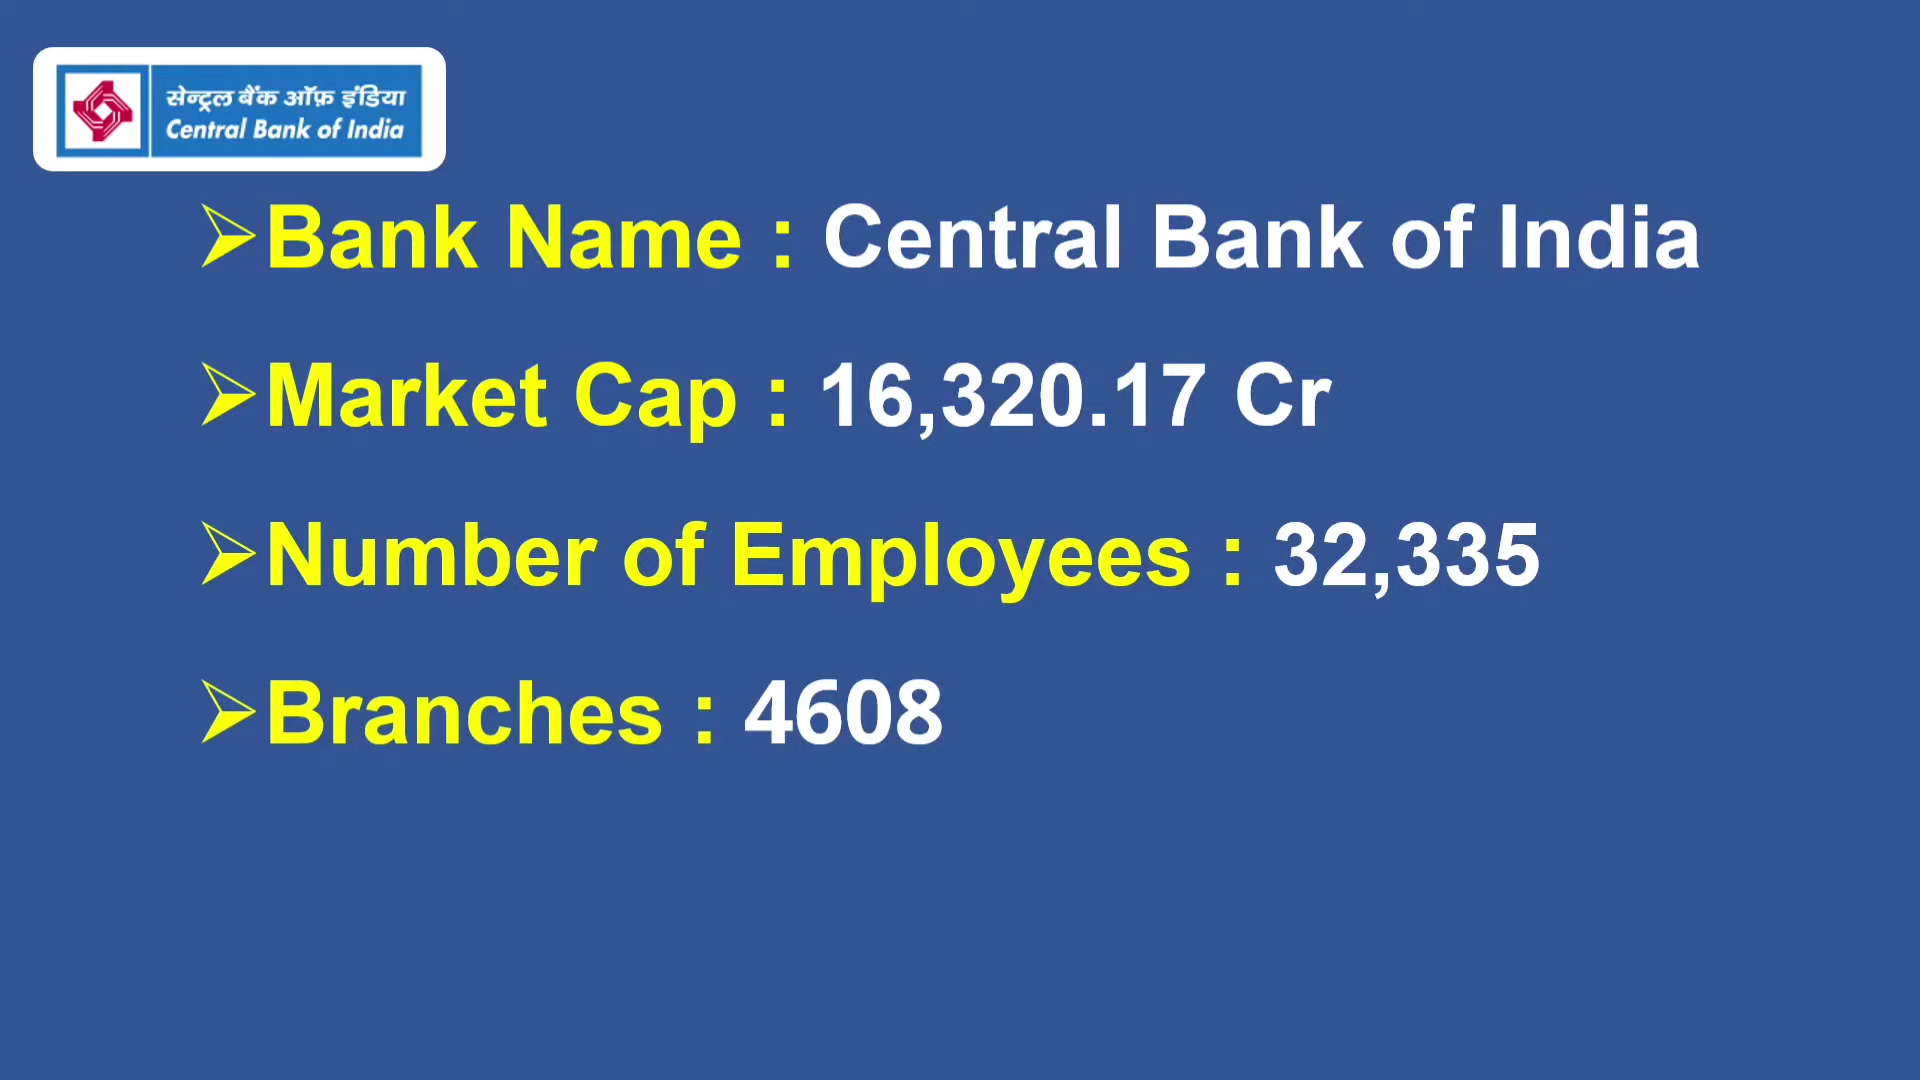 सेन्ट्रल बैंक ऑफ़ इंडिया
Central Bank of India
➢Bank Name : Central Bank of India
➢Market Cap : 16,320.17 Cr
➢Number of Employees : 32,335
➢Branches : 4608